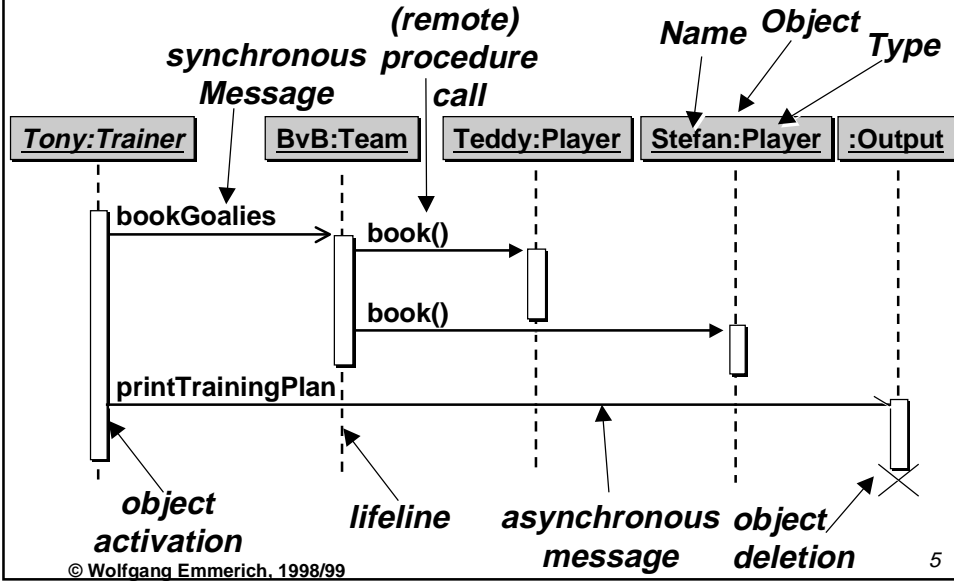 (remote)
procedure
call
synchronous
Message
Name
Object
Type
Tony:Trainer
BvB:Team
Teddy:Player
Stefan:Player
:Output
bookGoalies
book()
book()
printTrainingPlan
object
activation
lifeline
asynchronous
message
object
deletion
© Wolfgang Emmerich, 1998/99
5